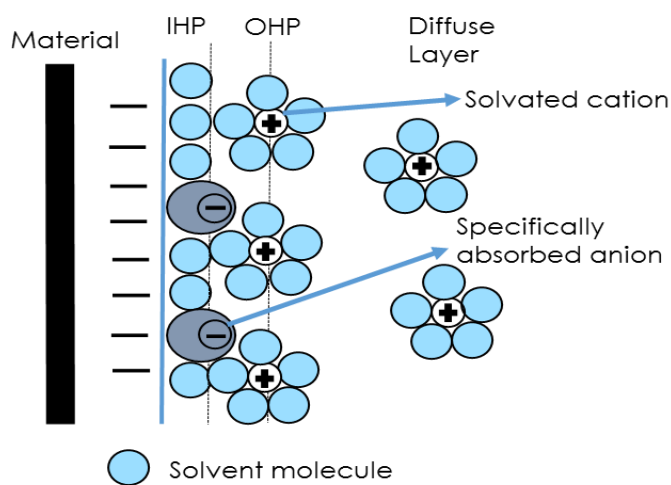 Material
IHP
OHP
Diffuse
Layer
Solvated cation
Specifically
absorbed anion
Solvent molecule